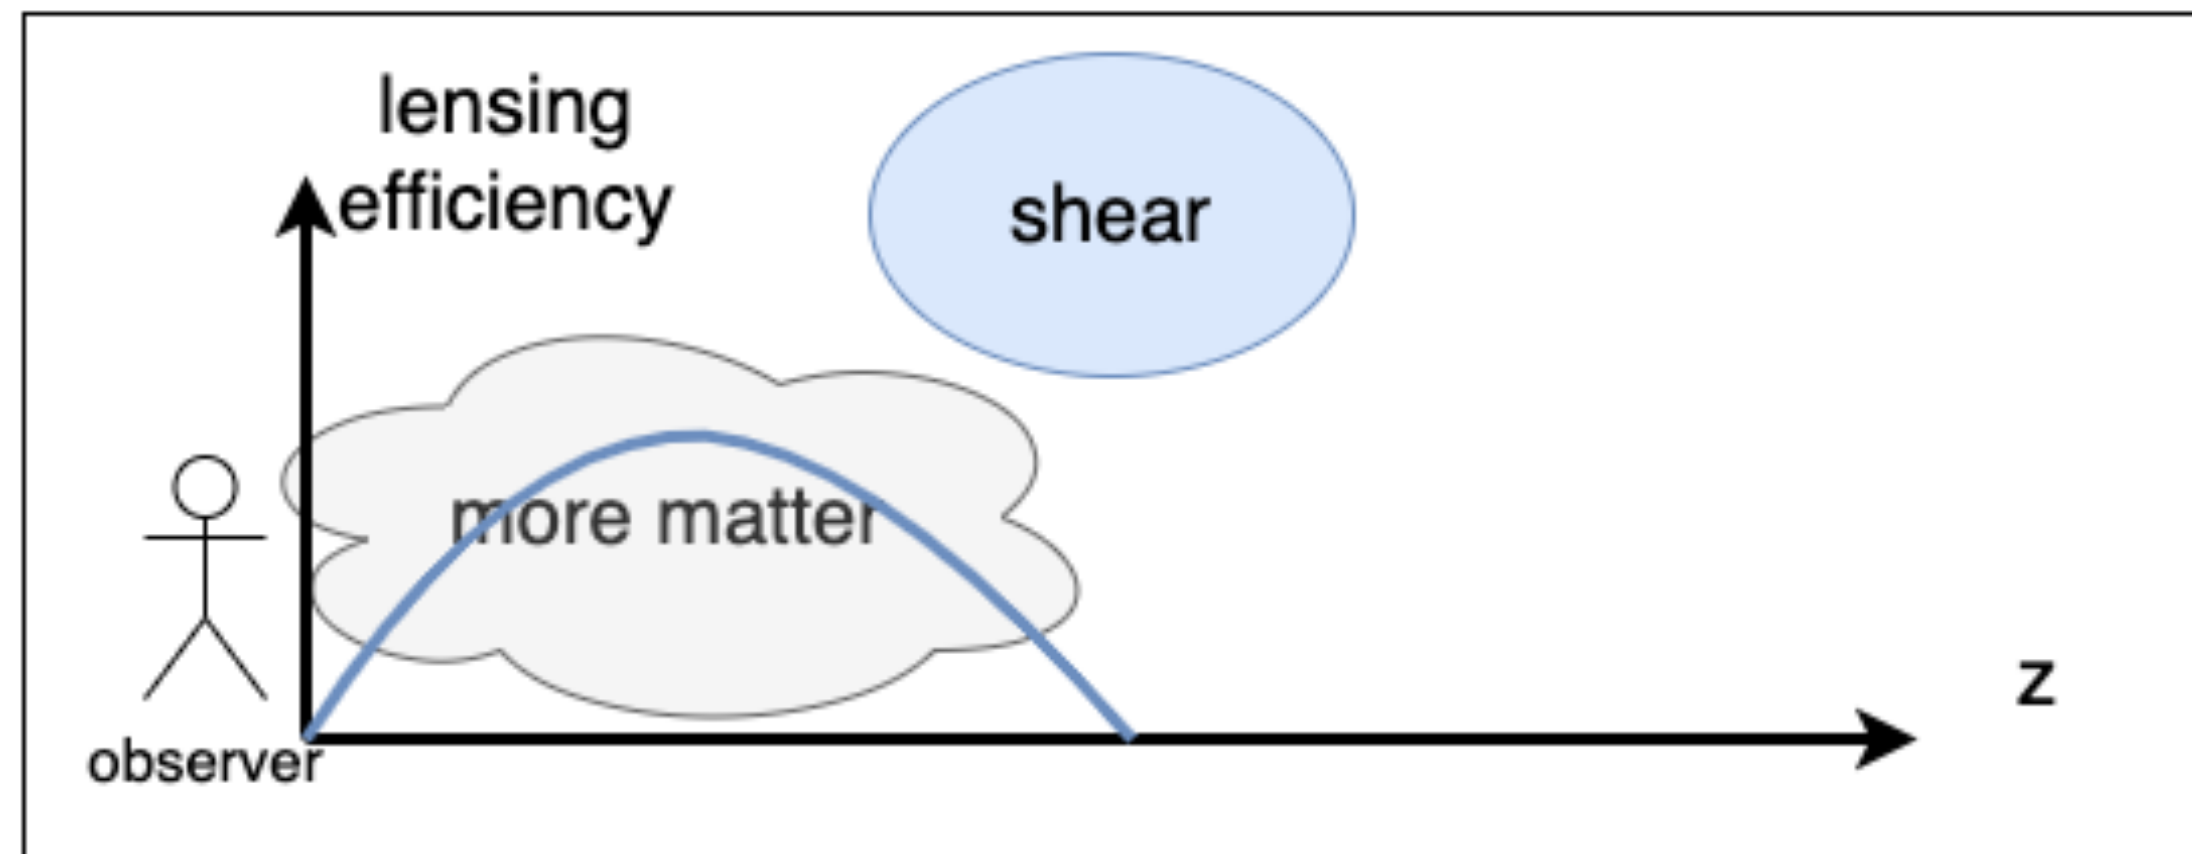 lensing
efficiency
shear
more matter
z
observer